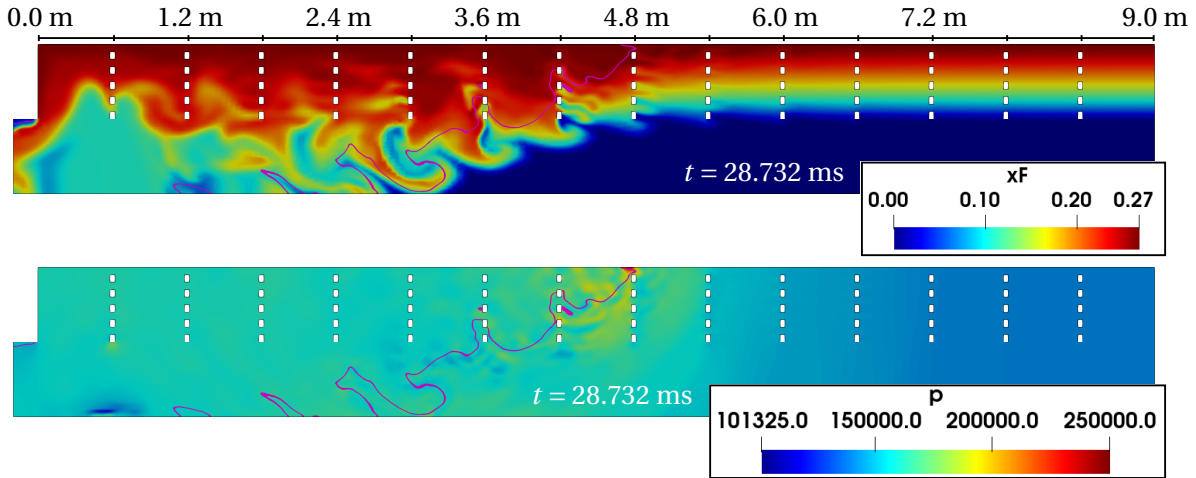 0.0 m 1.2 m 2.4 m 3.6 m 4.8 m 6.0 m 7.2 m 9.0 m
t = 28.732 ms
xF
0.00 0.10 0.20 0.27
t = 28.732 ms
p
101325.0 150000.0 200000.0 250000.0